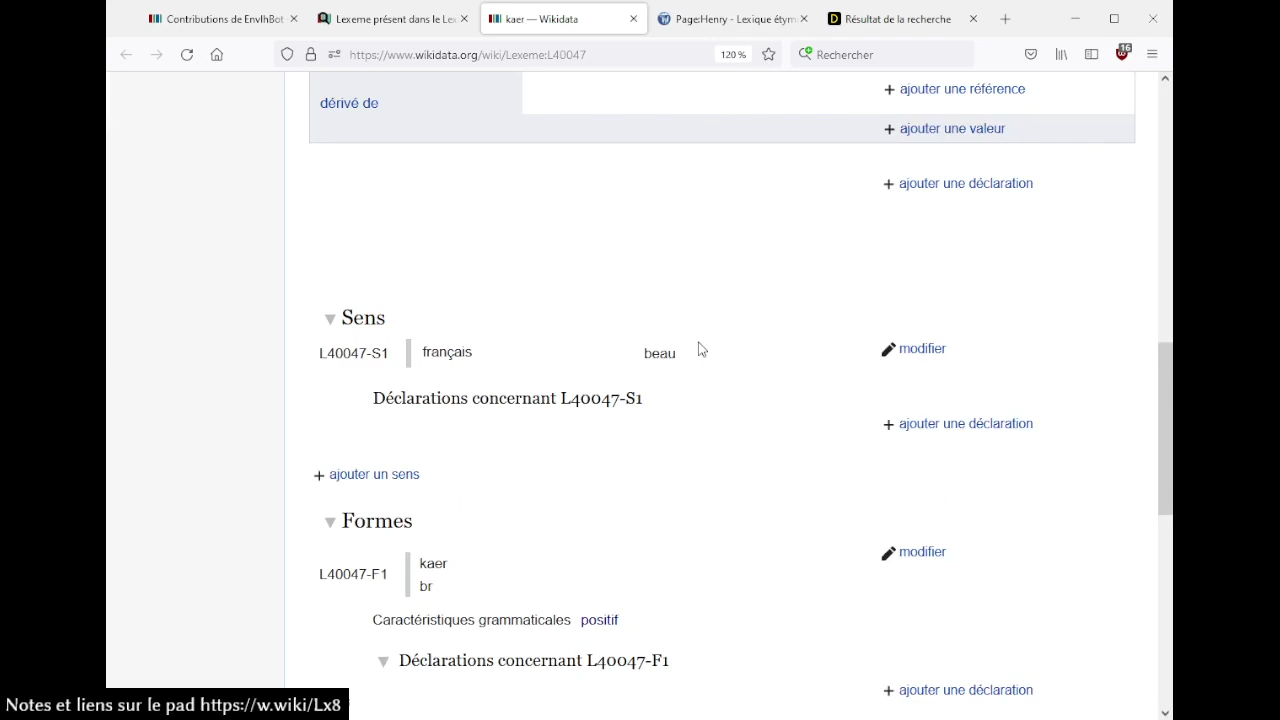 Contributions de EnvlhBot
Lexeme présent dans le Lex
kaer — Wikidata
Page:Henry - Lexique étym
Résultat de la recherche
https://www.wikidata.org/wiki/Lexeme:L40047
120 %
Rechercher
16
+ ajouter une référence
dérivé de
+ ajouter une valeur
+ ajouter une déclaration
Sens
L40047-S1 français beau modifier
Déclarations concernant L40047-S1
+ ajouter une déclaration
+ ajouter un sens
Formes
modifier
kaer
L40047-F1
br
Caractéristiques grammaticales positif
Déclarations concernant L40047-F1
+ ajouter une déclaration
Notes et liens sur le pad https://w.wiki/Lx8